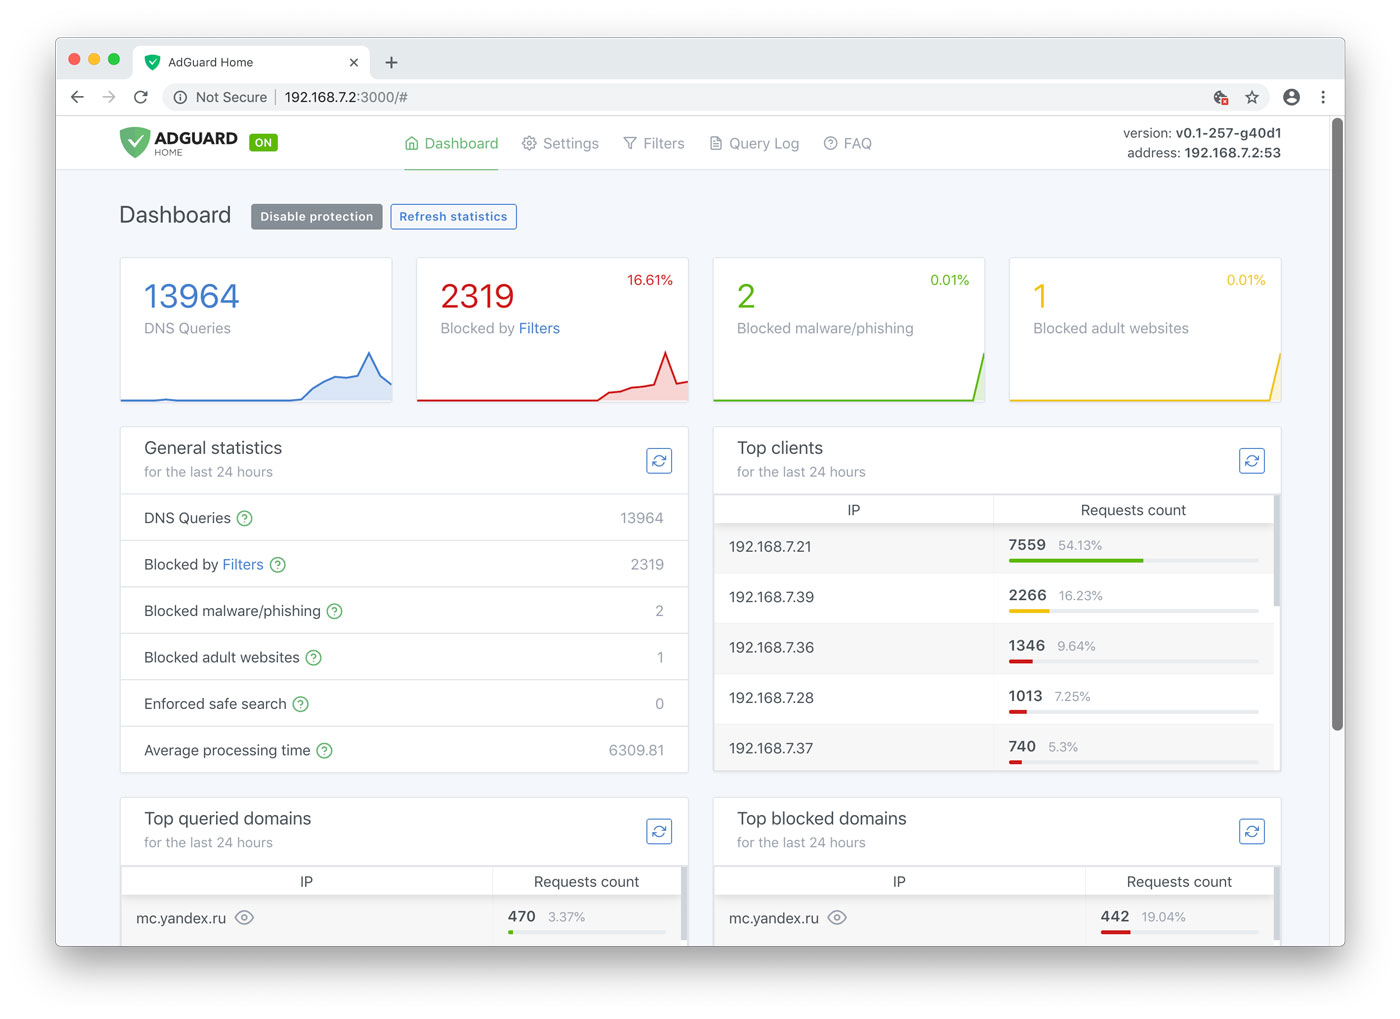 AdGuard Home
Not Secure 192.168.7.2:3000/#
ADGUARD
HOME
ON
Dashboard Settings Filters Query Log FAQ
version: v0.1-257-g40d1
address: 192.168.7.2:53
Dashboard Disable protection Refresh statistics
13964
DNS Queries
16.61%
2319
Blocked by Filters
0.01%
2
Blocked malware/phishing
0.01%
1
Blocked adult websites
General statistics
for the last 24 hours
DNS Queries ? 13964
Blocked by Filters ? 2319
Blocked malware/phishing ? 2
Blocked adult websites ? 1
Enforced safe search ? 0
Average processing time ? 6309.81
Top clients
for the last 24 hours
IP Requests count
192.168.7.21 7559 54.13%
192.168.7.39 2266 16.23%
192.168.7.36 1346 9.64%
192.168.7.28 1013 7.25%
192.168.7.37 740 5.3%
Top queried domains
for the last 24 hours
IP Requests count
mc.yandex.ru 470 3.37%
Top blocked domains
for the last 24 hours
IP Requests count
mc.yandex.ru 442 19.04%